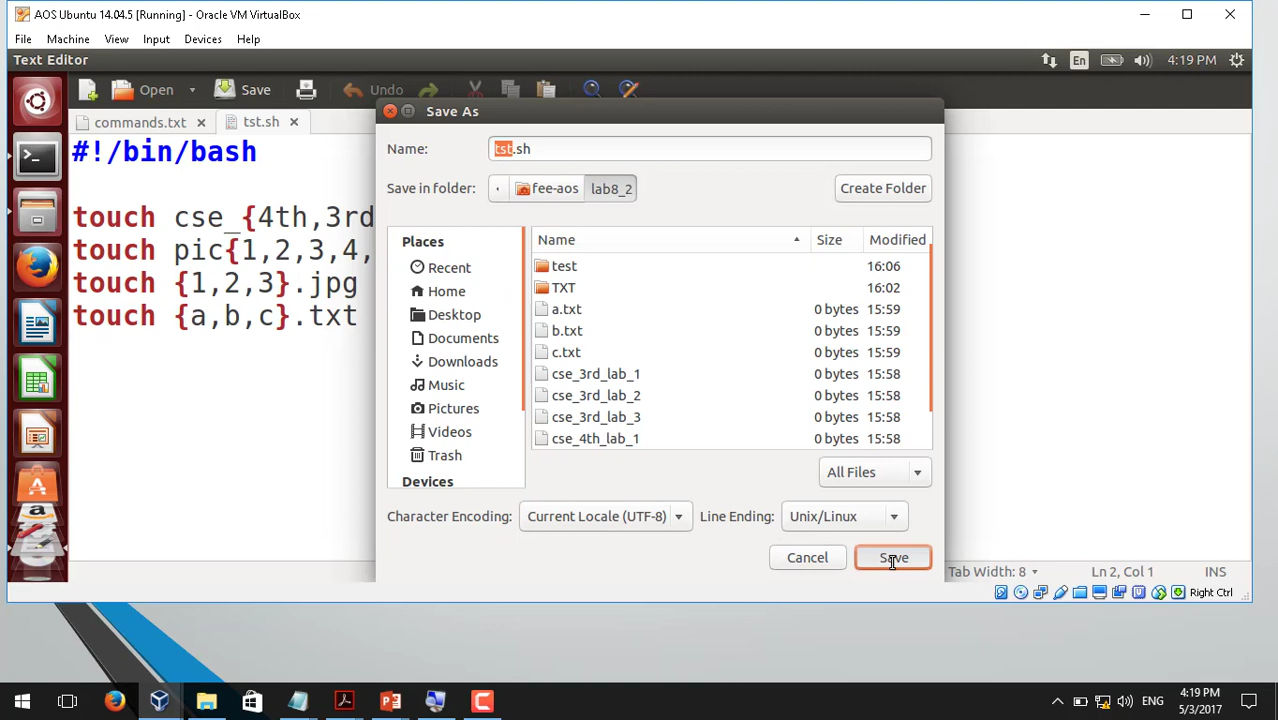 AOS Ubuntu 14.04.5 [Running] - Oracle VM VirtualBox
File Machine View Input Devices Help
Text Editor En 4:19 PM
Open Save Undo
commands.txt tst.sh
#!/bin/bash
touch cse_{4th,3rd
touch pic{1,2,3,4,
touch {1,2,3}.jpg
touch {a,b,c}.txt
Save As
Name: tst.sh
Save in folder: fee-aos lab8_2 Create Folder
Places
Recent
Home
Desktop
Documents
Downloads
Music
Pictures
Videos
Trash
Devices
Name Size Modified
test 16:06
TXT 16:02
a.txt 0 bytes 15:59
b.txt 0 bytes 15:59
c.txt 0 bytes 15:59
cse_3rd_lab_1 0 bytes 15:58
cse_3rd_lab_2 0 bytes 15:58
cse_3rd_lab_3 0 bytes 15:58
cse_4th_lab_1 0 bytes 15:58
All Files
Character Encoding: Current Locale (UTF-8) Line Ending: Unix/Linux
Cancel Save
Tab Width: 8 Ln 2, Col 1 INS
Right Ctrl
ENG 4:19 PM
5/3/2017